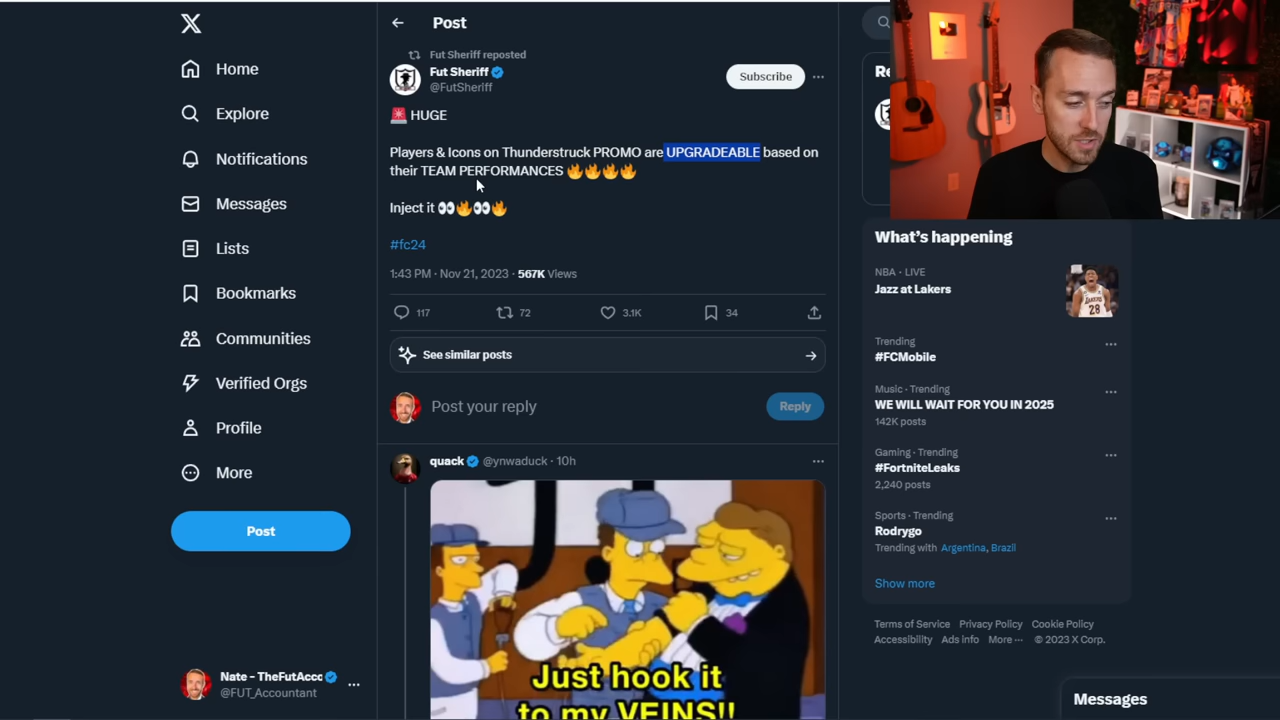 Home
Explore
Notifications
Messages
Lists
Bookmarks
Communities
Verified Orgs
Profile
More
Post
Nate - TheFutAcc
@FUT_Accountant
Post
Fut Sheriff reposted
Fut Sheriff
@FutSheriff
Subscribe
HUGE
Players & Icons on Thunderstruck PROMO are UPGRADEABLE based on
their TEAM PERFORMANCES 🔥🔥🔥🔥
Inject it 👀🔥👀🔥
#fc24
1:43 PM · Nov 21, 2023 · 567K Views
117 72 3.1K 34
See similar posts
Post your reply
Reply
quack @ynwaduck · 10h
Just hook it
to my VEINS!!
Re
What's happening
NBA · LIVE
Jazz at Lakers
Trending
#FCMobile
Music · Trending
WE WILL WAIT FOR YOU IN 2025
142K posts
Gaming · Trending
#FortniteLeaks
2,240 posts
Sports · Trending
Rodrygo
Trending with Argentina, Brazil
Show more
Terms of Service Privacy Policy Cookie Policy
Accessibility Ads info More ··· © 2023 X Corp.
Messages